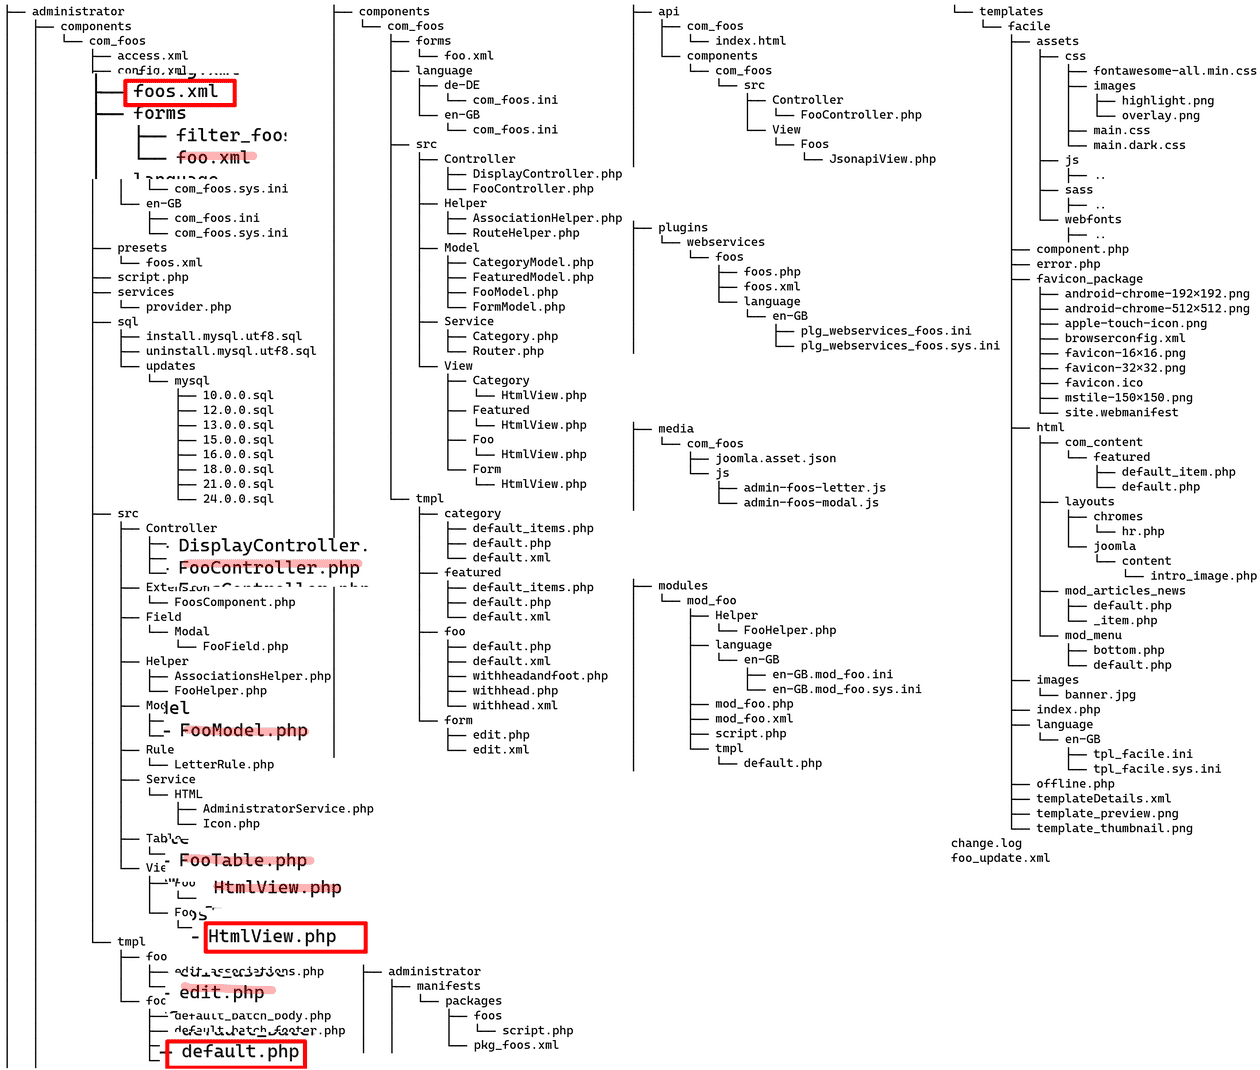 administrator
components
com_foos
access.xml
config.xml
foos.xml
forms
filter_foos
foo.xml
language
com_foos.sys.ini
en-GB
com_foos.ini
com_foos.sys.ini
presets
foos.xml
script.php
services
provider.php
sql
install.mysql.utf8.sql
uninstall.mysql.utf8.sql
updates
mysql
10.0.0.sql
12.0.0.sql
13.0.0.sql
15.0.0.sql
16.0.0.sql
18.0.0.sql
21.0.0.sql
24.0.0.sql
src
Controller
DisplayController.
FooController.php
FoosController.php
Extension
FoosComponent.php
Field
Modal
FooField.php
Helper
AssociationsHelper.php
FooHelper.php
Model
FooModel.php
Rule
LetterRule.php
Service
HTML
AdministratorService.php
Icon.php
Table
FooTable.php
View
Foo
HtmlView.php
Foos
HtmlView.php
tmpl
foo
edit_associations.php
edit.php
foo
default_batch_body.php
default_batch_footer.php
default.php
components
com_foos
forms
foo.xml
language
de-DE
com_foos.ini
en-GB
com_foos.ini
src
Controller
DisplayController.php
FooController.php
Helper
AssociationHelper.php
RouteHelper.php
Model
CategoryModel.php
FeaturedModel.php
FooModel.php
FormModel.php
Service
Category.php
Router.php
View
Category
HtmlView.php
Featured
HtmlView.php
Foo
HtmlView.php
Form
HtmlView.php
tmpl
category
default_items.php
default.php
default.xml
featured
default_items.php
default.php
default.xml
foo
default.php
default.xml
withheadandfoot.php
withhead.php
withhead.xml
form
edit.php
edit.xml
administrator
manifests
packages
foos
script.php
pkg_foos.xml
api
com_foos
index.html
components
com_foos
src
Controller
FooController.php
View
Foos
JsonapiView.php
plugins
webservices
foos
foos.php
foos.xml
language
en-GB
plg_webservices_foos.ini
plg_webservices_foos.sys.ini
media
com_foos
joomla.asset.json
js
admin-foos-letter.js
admin-foos-modal.js
modules
mod_foo
Helper
FooHelper.php
language
en-GB
en-GB.mod_foo.ini
en-GB.mod_foo.sys.ini
mod_foo.php
mod_foo.xml
script.php
tmpl
default.php
templates
facile
assets
css
fontawesome-all.min.css
images
highlight.png
overlay.png
main.css
main.dark.css
js
..
sass
..
webfonts
..
component.php
error.php
favicon_package
android-chrome-192×192.png
android-chrome-512×512.png
apple-touch-icon.png
browserconfig.xml
favicon-16×16.png
favicon-32×32.png
favicon.ico
mstile-150×150.png
site.webmanifest
html
com_content
featured
default_item.php
default.php
layouts
chromes
hr.php
joomla
content
intro_image.php
mod_articles_news
default.php
_item.php
mod_menu
bottom.php
default.php
images
banner.jpg
index.php
language
en-GB
tpl_facile.ini
tpl_facile.sys.ini
offline.php
templateDetails.xml
template_preview.png
template_thumbnail.png
change.log
foo_update.xml